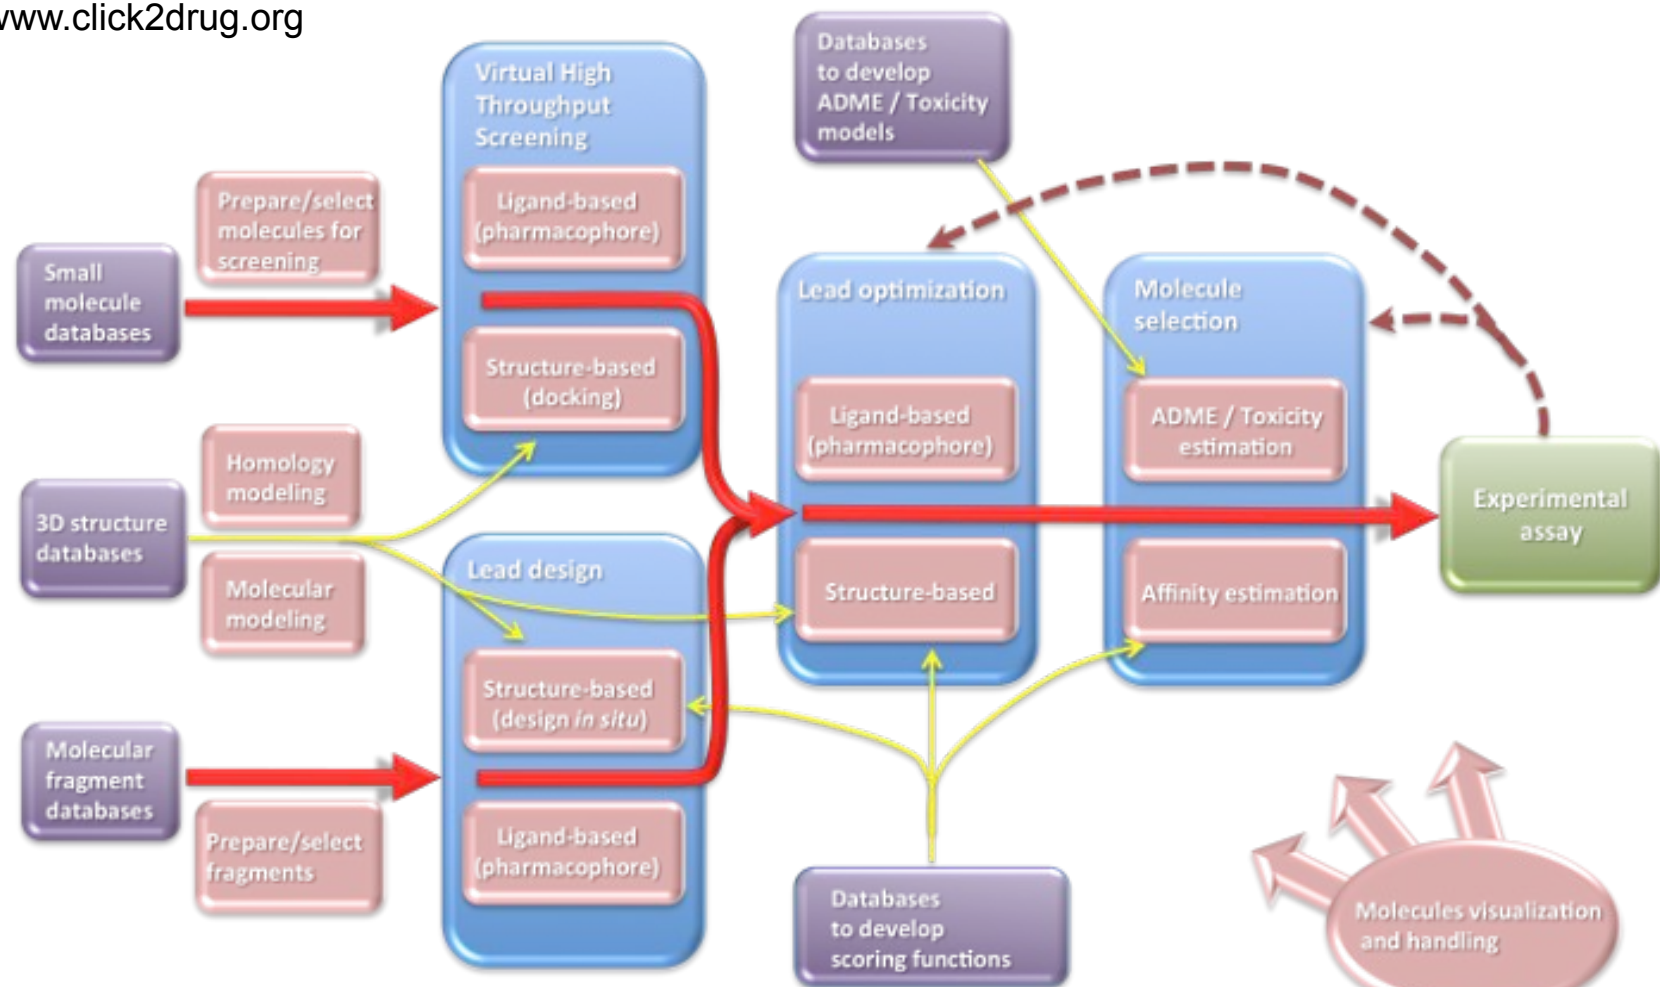 www.click2drug.org
Virtual High
Throughput
Screening
Ligand-based
(pharmacophore)
Structure-based
(docking)
Databases
to develop
ADME / Toxicity
models
Prepare/select
molecules for
screening
Small
molecule
databases
Lead optimization
Ligand-based
(pharmacophore)
Structure-based
Molecule
selection
ADME / Toxicity
estimation
Affinity estimation
Experimental
assay
Homology
modeling
3D structure
databases
Molecular
modeling
Lead design
Structure-based
(design in situ)
Ligand-based
(pharmacophore)
Molecular
fragment
databases
Prepare/select
fragments
Databases
to develop
scoring functions
Molecules visualization
and handling